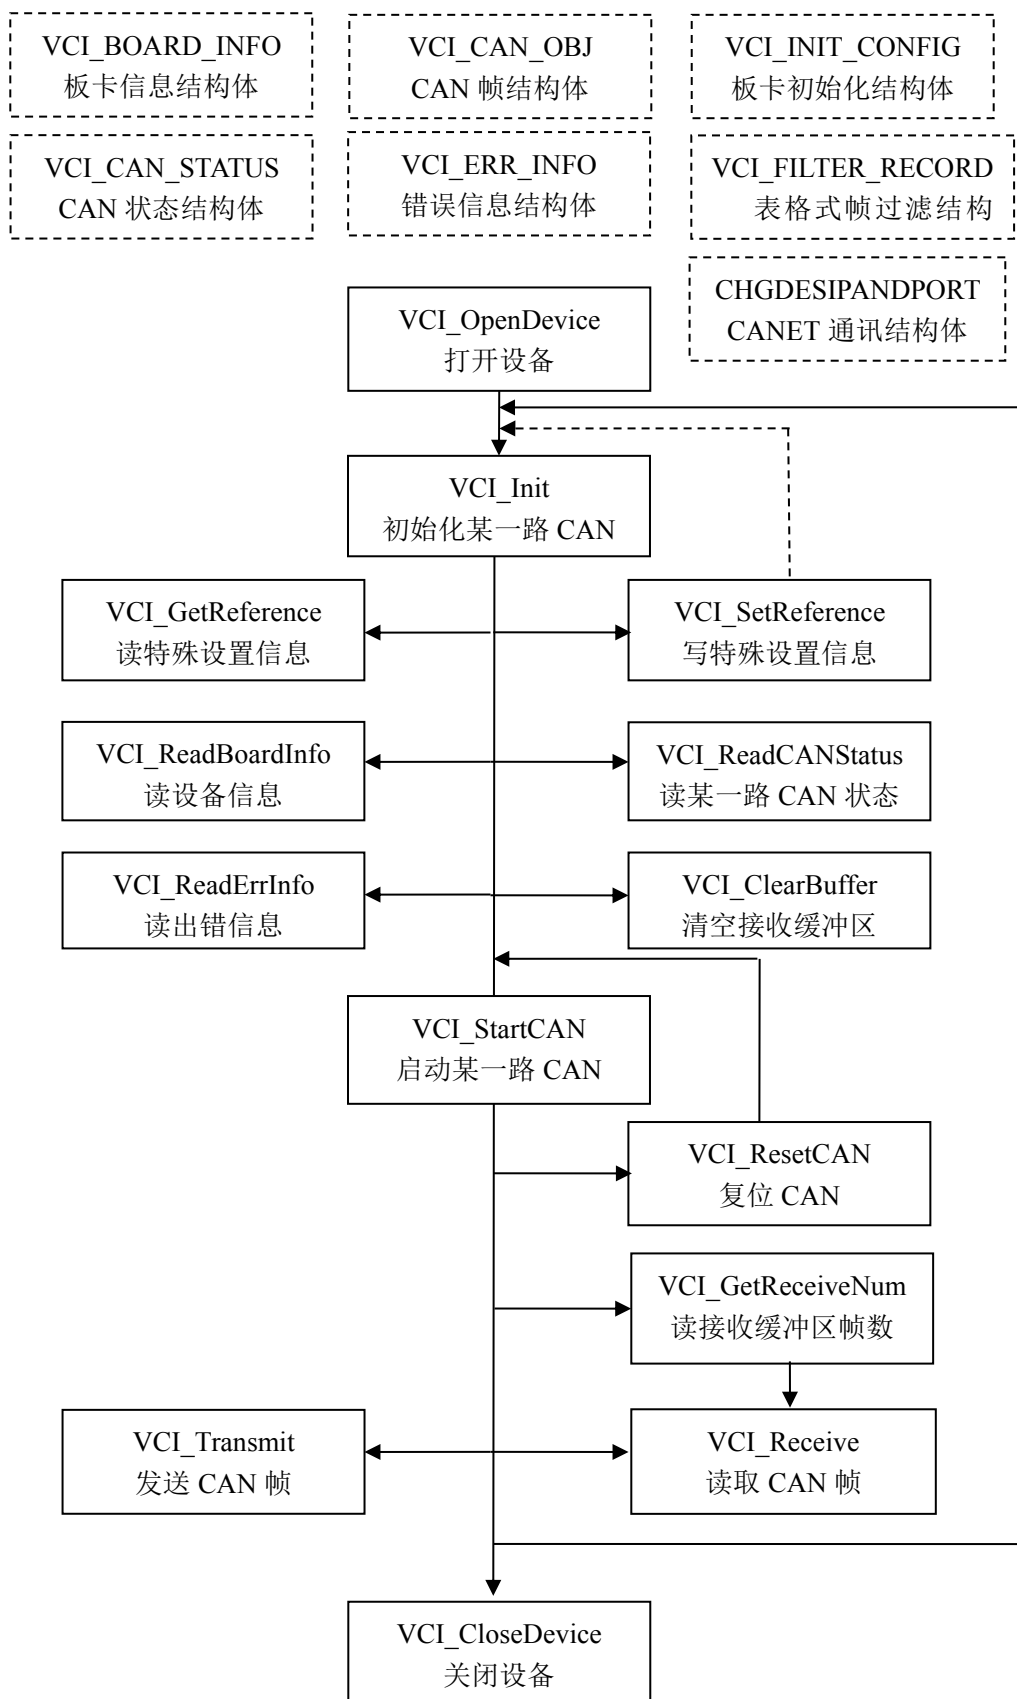 VCI_BOARD_INFO
板卡信息结构体
VCI_CAN_OBJ
CAN 帧结构体
VCI_INIT_CONFIG
板卡初始化结构体
VCI_CAN_STATUS
CAN 状态结构体
VCI_ERR_INFO
错误信息结构体
VCI_FILTER_RECORD
表格式帧过滤结构
CHGDESIPANDPORT
CANET 通讯结构体
VCI_OpenDevice
打开设备
VCI_Init
初始化某一路 CAN
VCI_GetReference
读特殊设置信息
VCI_SetReference
写特殊设置信息
VCI_ReadBoardInfo
读设备信息
VCI_ReadCANStatus
读某一路 CAN 状态
VCI_ReadErrInfo
读出错信息
VCI_ClearBuffer
清空接收缓冲区
VCI_StartCAN
启动某一路 CAN
VCI_ResetCAN
复位 CAN
VCI_GetReceiveNum
读接收缓冲区帧数
VCI_Transmit
发送 CAN 帧
VCI_Receive
读取 CAN 帧
VCI_CloseDevice
关闭设备